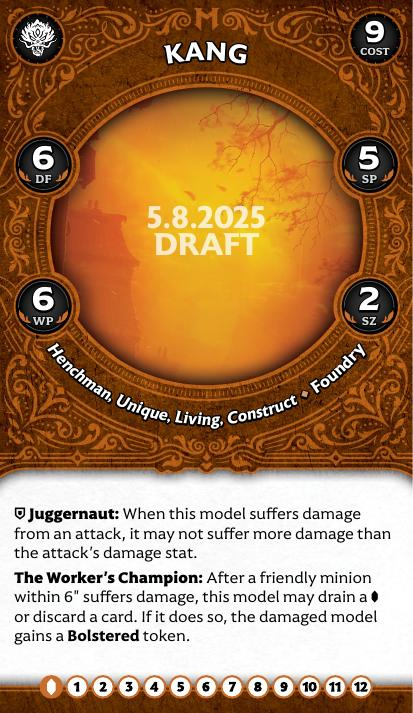 KANG
9
COST
6
DF
5
SP
5.8.2025
DRAFT
6
WP
2
SZ
Henchman, Unique, Living, Construct ♦ Foundry
Juggernaut: When this model suffers damage
from an attack, it may not suffer more damage than
the attack's damage stat.
The Worker's Champion: After a friendly minion
within 6" suffers damage, this model may drain a
or discard a card. If it does so, the damaged model
gains a Bolstered token.
1 2 3 4 5 6 7 8 9 10 11 12